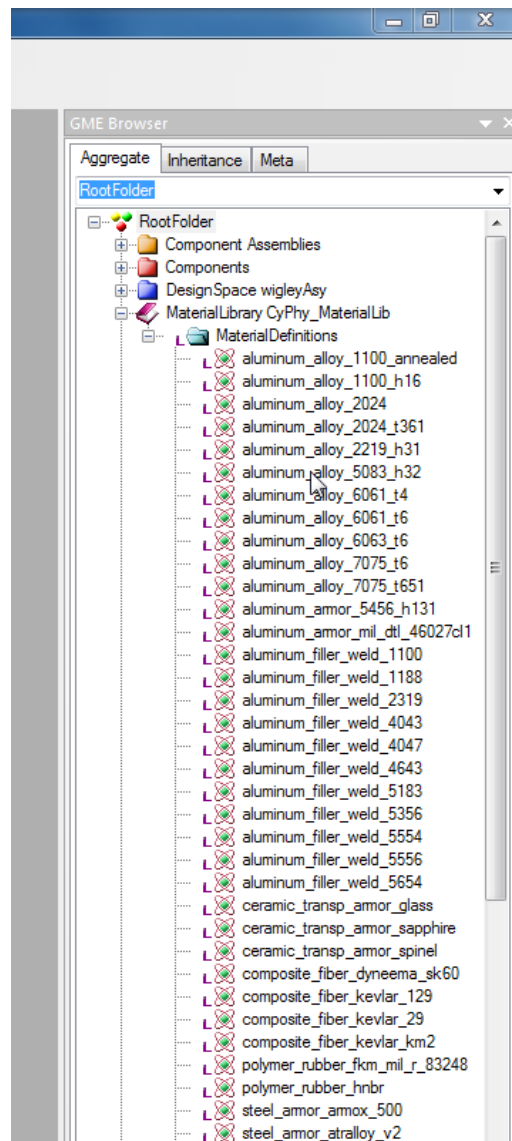 GME Browser
Aggregate Inheritance Meta
RootFolder
RootFolder
Component Assemblies
Components
DesignSpace wigleyAsy
MaterialLibrary CyPhy_MaterialLib
MaterialDefinitions
aluminum_alloy_1100_annealed
aluminum_alloy_1100_h16
aluminum_alloy_2024
aluminum_alloy_2024_t361
aluminum_alloy_2219_h31
aluminum_alloy_5083_h32
aluminum_alloy_6061_t4
aluminum_alloy_6061_t6
aluminum_alloy_6063_t6
aluminum_alloy_7075_t6
aluminum_alloy_7075_t651
aluminum_armor_5456_h131
aluminum_armor_mil_dtl_46027cl1
aluminum_filler_weld_1100
aluminum_filler_weld_1188
aluminum_filler_weld_2319
aluminum_filler_weld_4043
aluminum_filler_weld_4047
aluminum_filler_weld_4643
aluminum_filler_weld_5183
aluminum_filler_weld_5356
aluminum_filler_weld_5554
aluminum_filler_weld_5556
aluminum_filler_weld_5654
ceramic_transp_armor_glass
ceramic_transp_armor_sapphire
ceramic_transp_armor_spinel
composite_fiber_dyneema_sk60
composite_fiber_kevlar_129
composite_fiber_kevlar_29
composite_fiber_kevlar_km2
polymer_rubber_fkm_mil_r_83248
polymer_rubber_hnbr
steel_armor_armox_500
steel_armor_atralloy_v2